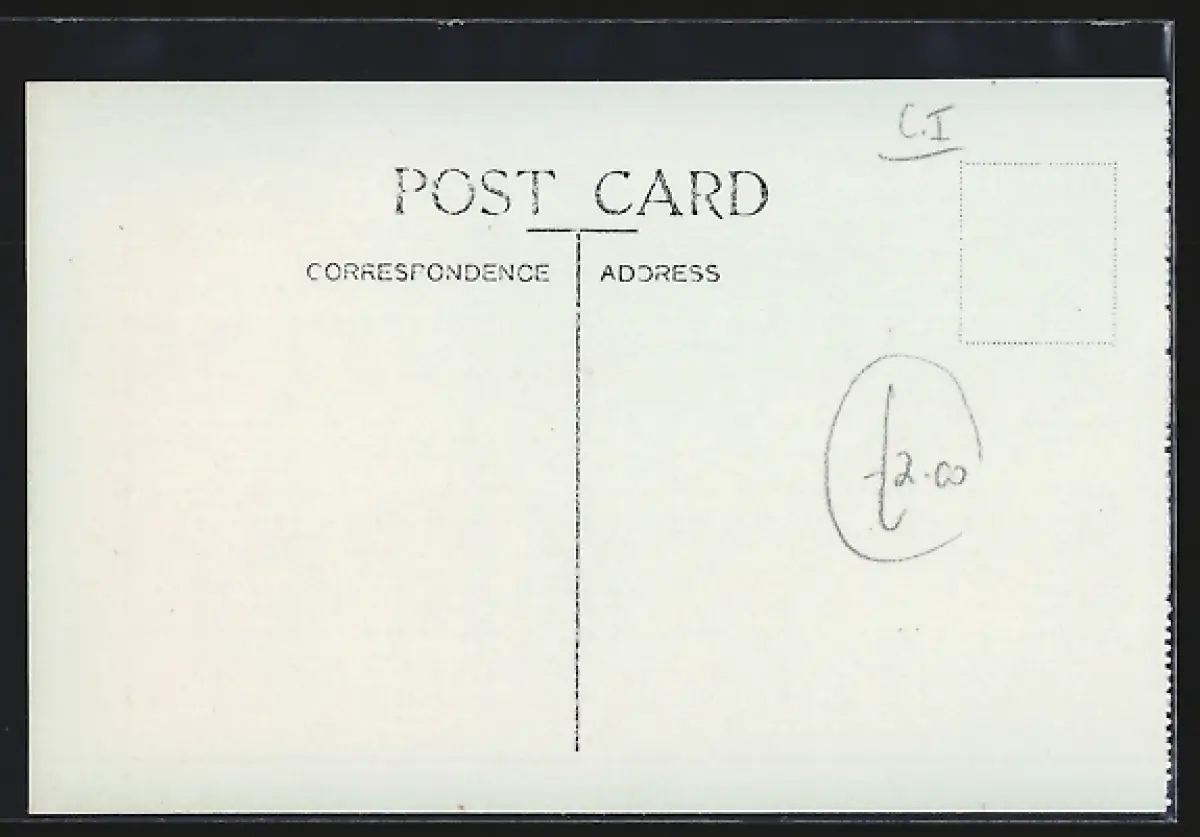 C.I
POST CARD
CORRESPONDENCE ADDRESS
£2.00